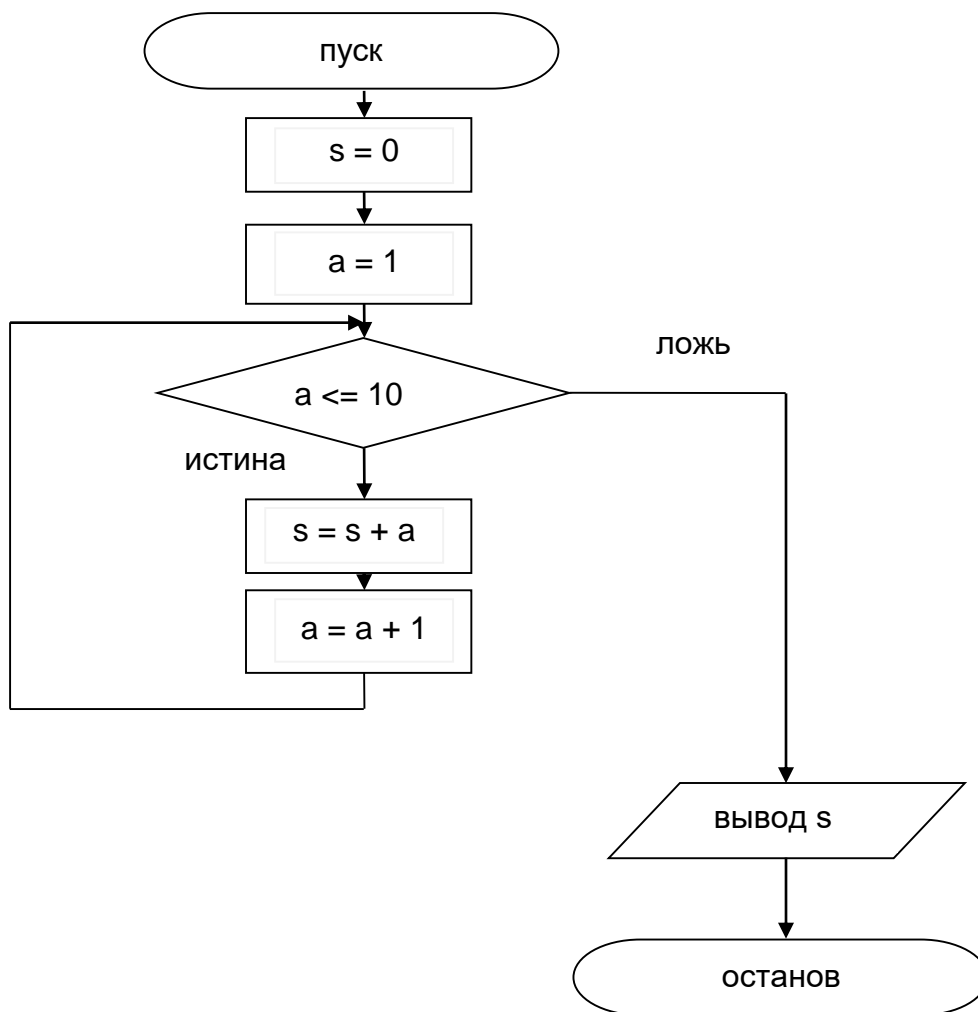 пуск
s = 0
a = 1
ложь
a <= 10
истина
s = s + a
a = a + 1
вывод s
останов